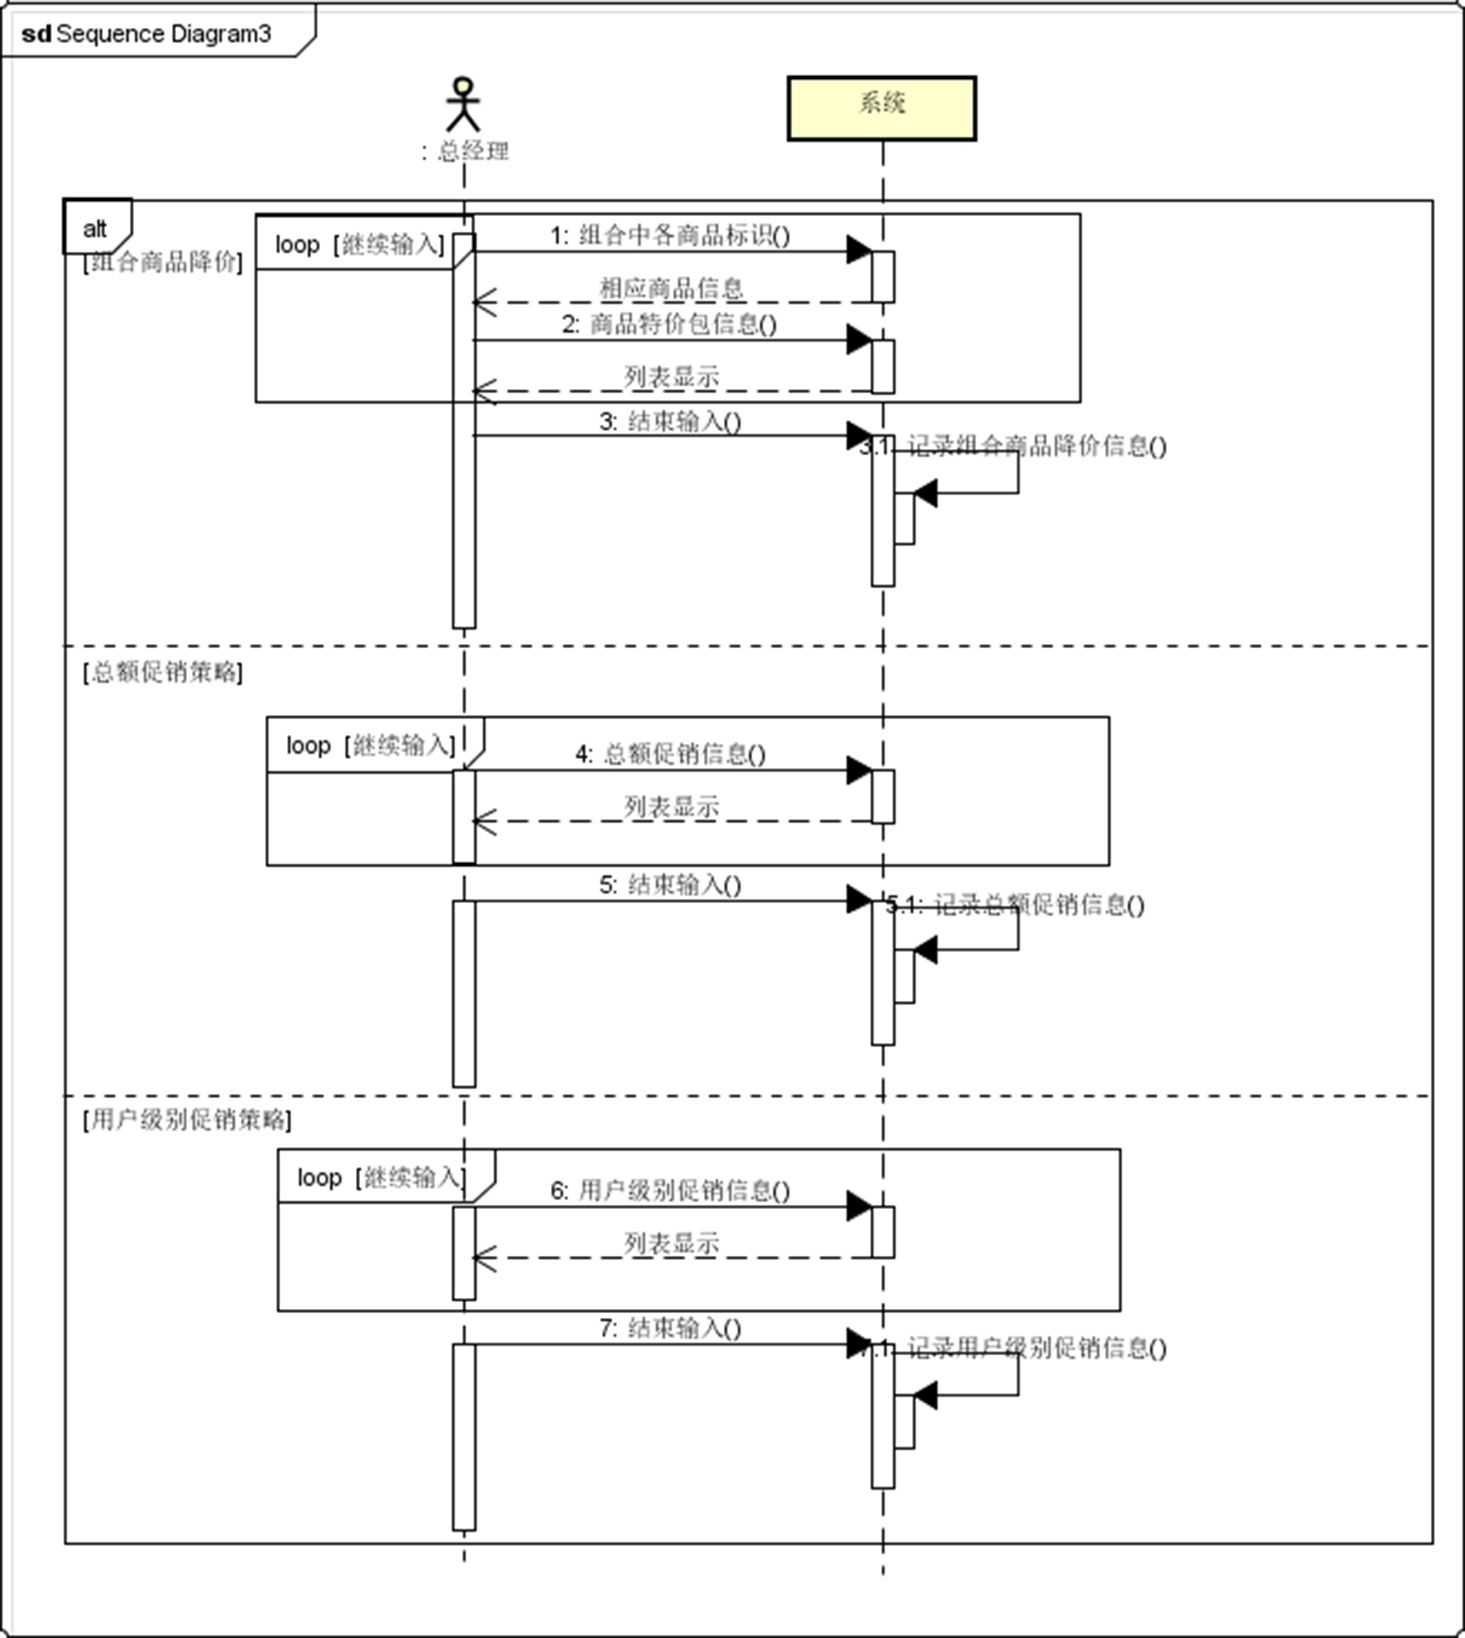 sd Sequence Diagram3
: 总经理
系统
alt
[组合商品降价]
loop [继续输入]
1: 组合中各商品标识()
相应商品信息
2: 商品特价包信息()
列表显示
3: 结束输入()
3.1: 记录组合商品降价信息()
[总额促销策略]
loop [继续输入]
4: 总额促销信息()
列表显示
5: 结束输入()
5.1: 记录总额促销信息()
[用户级别促销策略]
loop [继续输入]
6: 用户级别促销信息()
列表显示
7: 结束输入()
7.1: 记录用户级别促销信息()